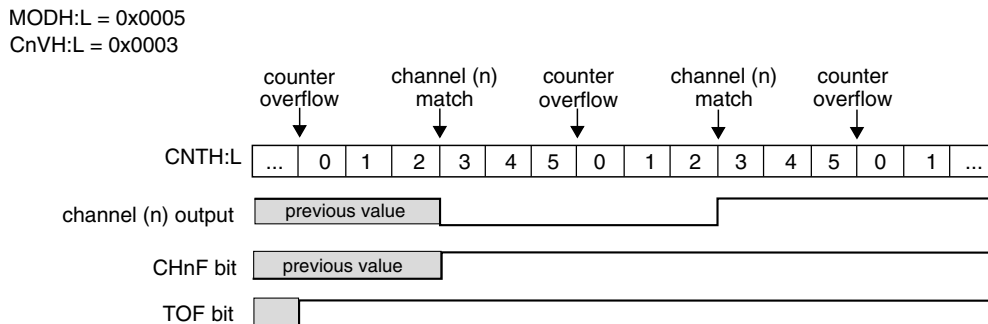 MODH:L = 0x0005
CnVH:L = 0x0003
counter overflow
channel (n) match
counter overflow
channel (n) match
counter overflow
CNTH:L ... 0 1 2 3 4 5 0 1 2 3 4 5 0 1 ...
channel (n) output previous value
CHnF bit previous value
TOF bit